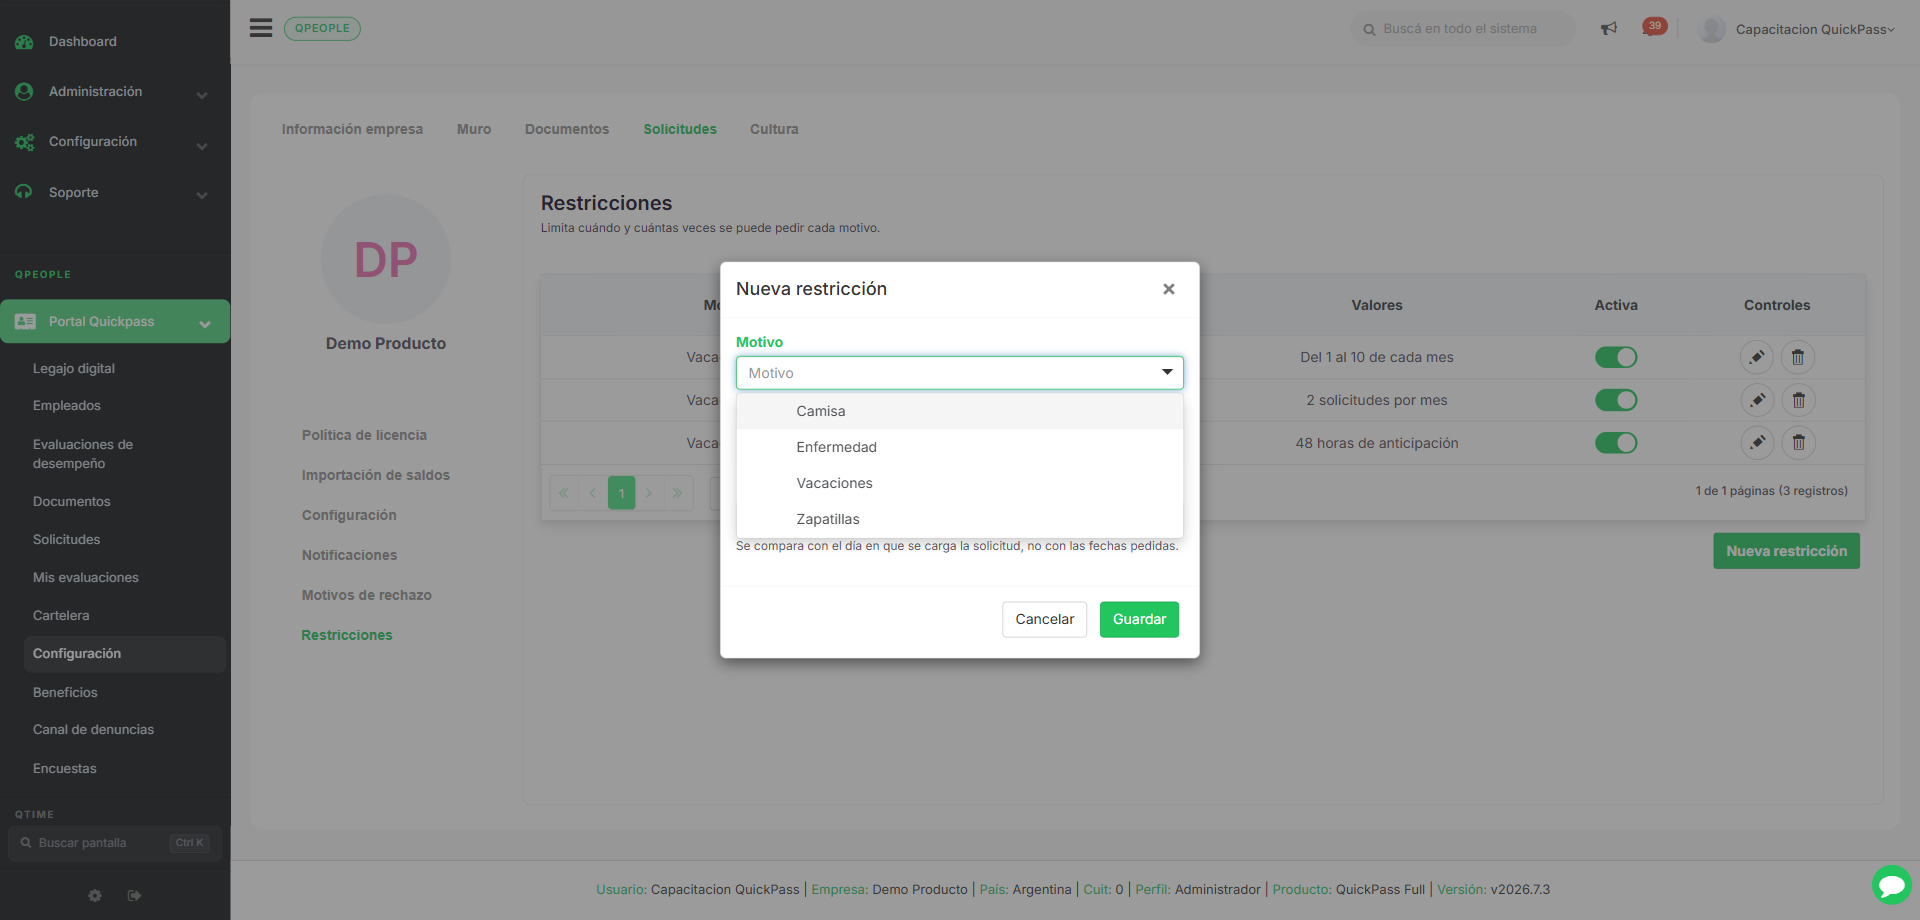 Dashboard
Administración
Configuración
Soporte
QPEOPLE
Portal Quickpass
Legajo digital
Empleados
Evaluaciones de
desempeño
Documentos
Solicitudes
Mis evaluaciones
Cartelera
Configuración
Beneficios
Canal de denuncias
Encuestas
QTIME
Buscar pantalla
Ctrl K
QPEOPLE
Buscá en todo el sistema
39
Capacitacion QuickPass
Información empresa
Muro
Documentos
Solicitudes
Cultura
DP
Demo Producto
Política de licencia
Importación de saldos
Configuración
Notificaciones
Motivos de rechazo
Restricciones
Restricciones
Limita cuándo y cuántas veces se puede pedir cada motivo.
Valores
Activa
Controles
Del 1 al 10 de cada mes
2 solicitudes por mes
48 horas de anticipación
1
1 de 1 páginas (3 registros)
Nueva restricción
Nueva restricción
Motivo
Motivo
Camisa
Enfermedad
Vacaciones
Zapatillas
Se compara con el día en que se carga la solicitud, no con las fechas pedidas.
Cancelar
Guardar
Usuario: Capacitacion QuickPass | Empresa: Demo Producto | País: Argentina | Cuit: 0 | Perfil: Administrador | Producto: QuickPass Full | Versión: v2026.7.3